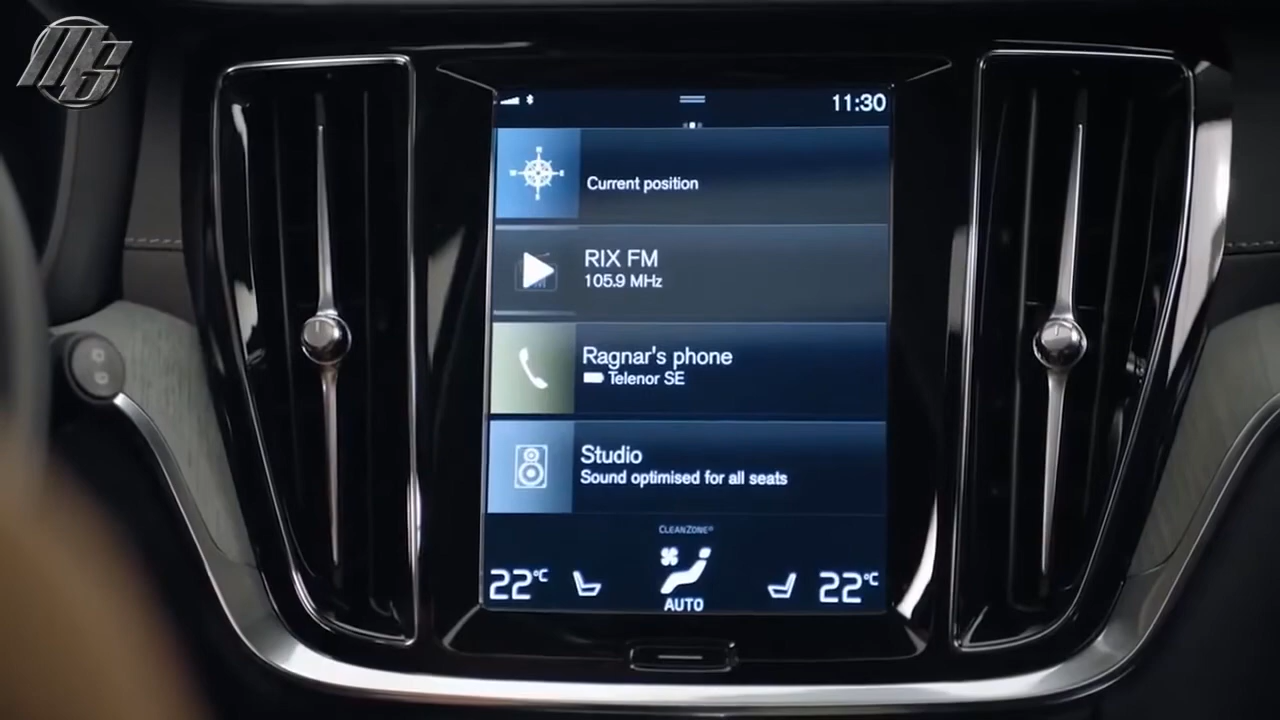 MS
11:30
Current position
RIX FM
105.9 MHz
Ragnar's phone
Telenor SE
Studio
Sound optimised for all seats
CLEANZONE®
22°C
22°C
AUTO